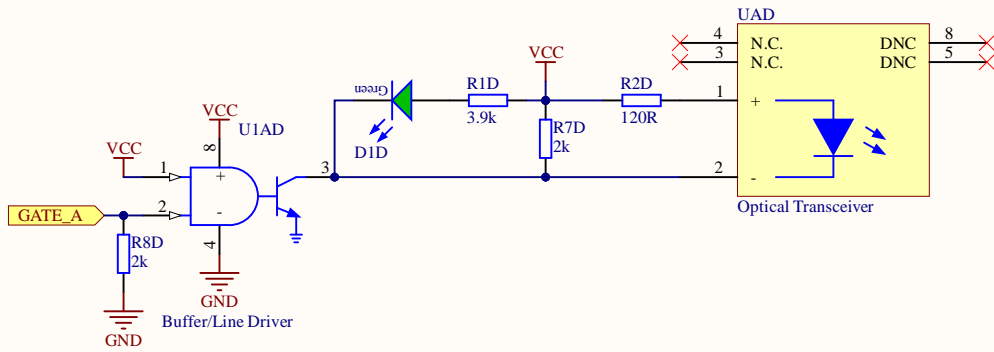 UAD
4 N.C. DNC 8
3 N.C. DNC 5
VCC
Green
R1D
3.9k
R2D
120R
1 +
VCC
U1AD
8
D1D
R7D
2k
VCC
1 +
3
2 -
Optical Transceiver
GATE_A
2 -
R8D
2k
4
GND
Buffer/Line Driver
GND